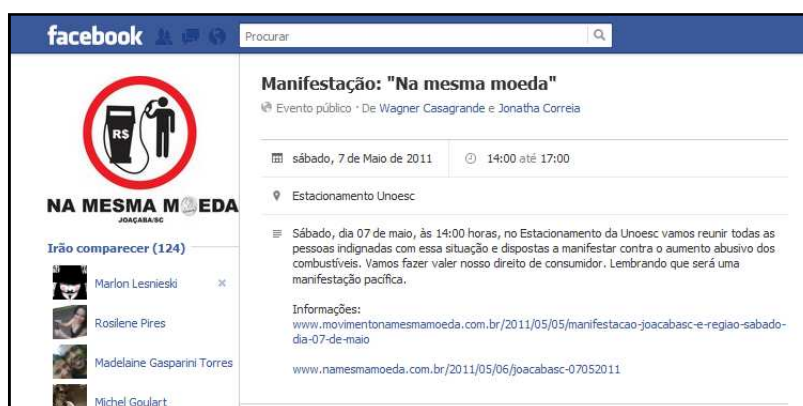 facebook
Procurar
R$
NA MESMA MOEDA
JOAÇABA/SC
Irão comparecer (124)
Marlon Lesnieski
Rosilene Pires
Madelaine Gasparini Torres
Michel Goulart
Manifestação: "Na mesma moeda"
Evento público · De Wagner Casagrande e Jonatha Correia
sábado, 7 de Maio de 2011
14:00 até 17:00
Estacionamento Unoesc
Sábado, dia 07 de maio, às 14:00 horas, no Estacionamento da Unoesc vamos reunir todas as
pessoas indignadas com essa situação e dispostas a manifestar contra o aumento abusivo dos
combustíveis. Vamos fazer valer nosso direito de consumidor. Lembrando que será uma
manifestação pacífica.
Informações:
www.movimentonamesmamoeda.com.br/2011/05/05/manifestacao-joacabasc-e-regiao-sabado-
dia-07-de-maio
www.namesmamoeda.com.br/2011/05/06/joacabasc-07052011